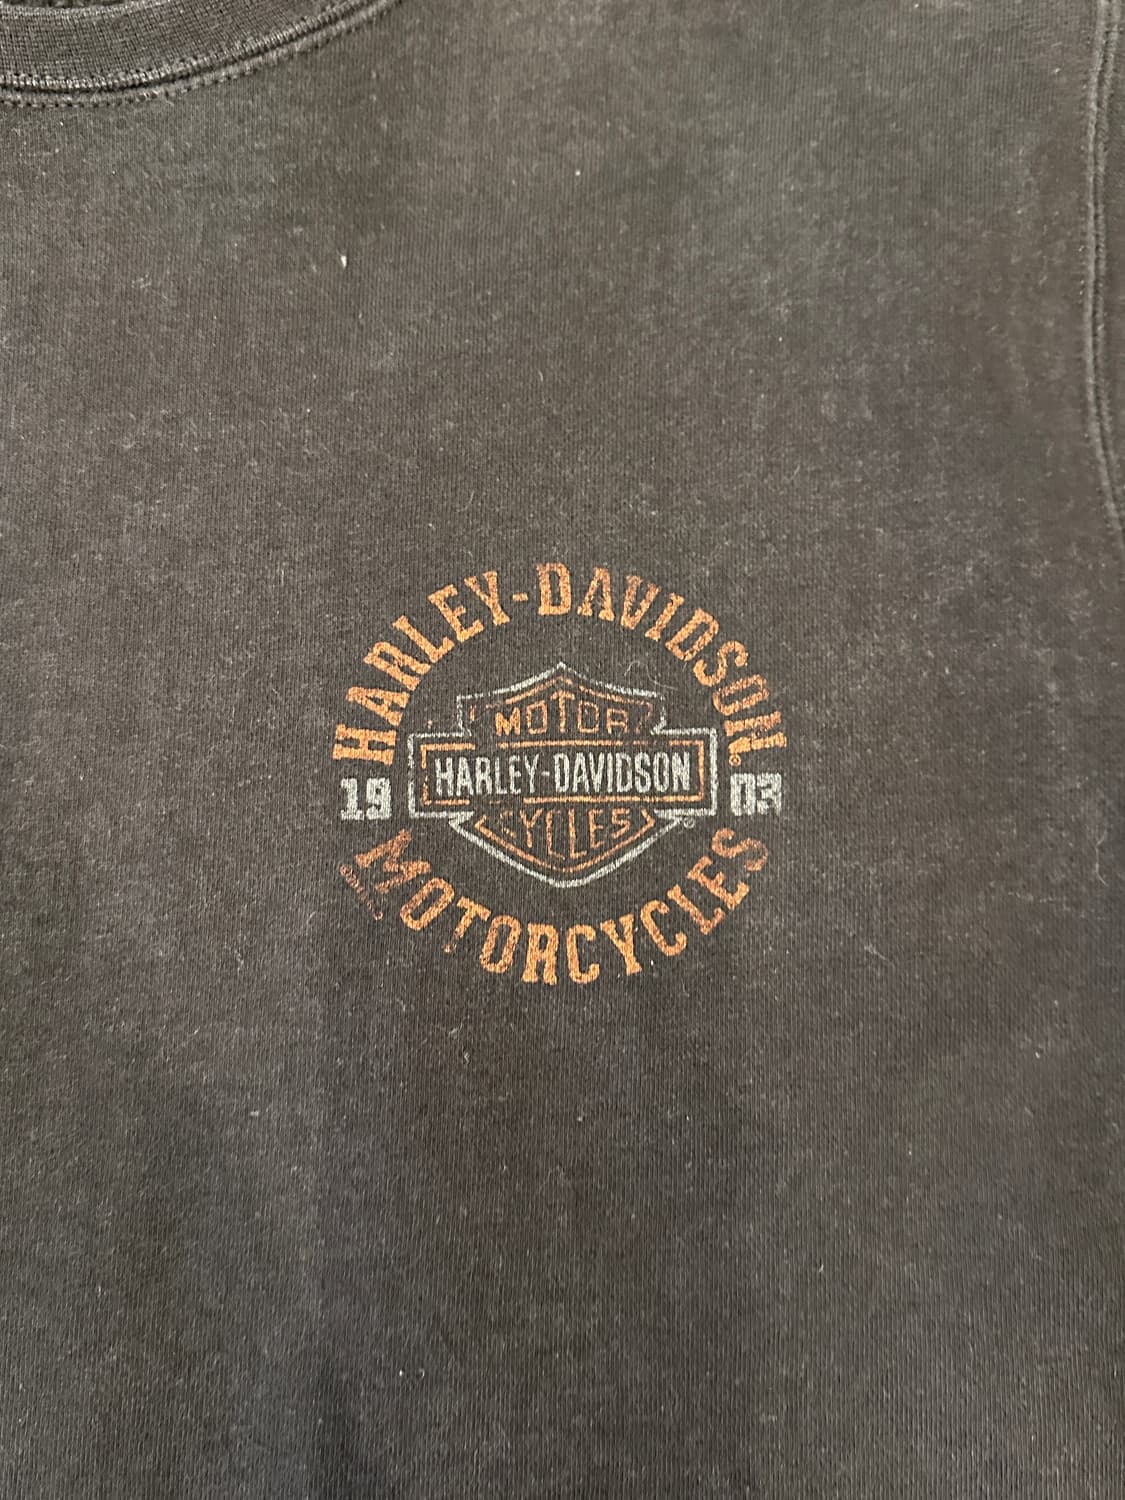 HARLEY-DAVIDSON
MOTOR
19 HARLEY-DAVIDSON 03
CYCLES
MOTORCYCLES